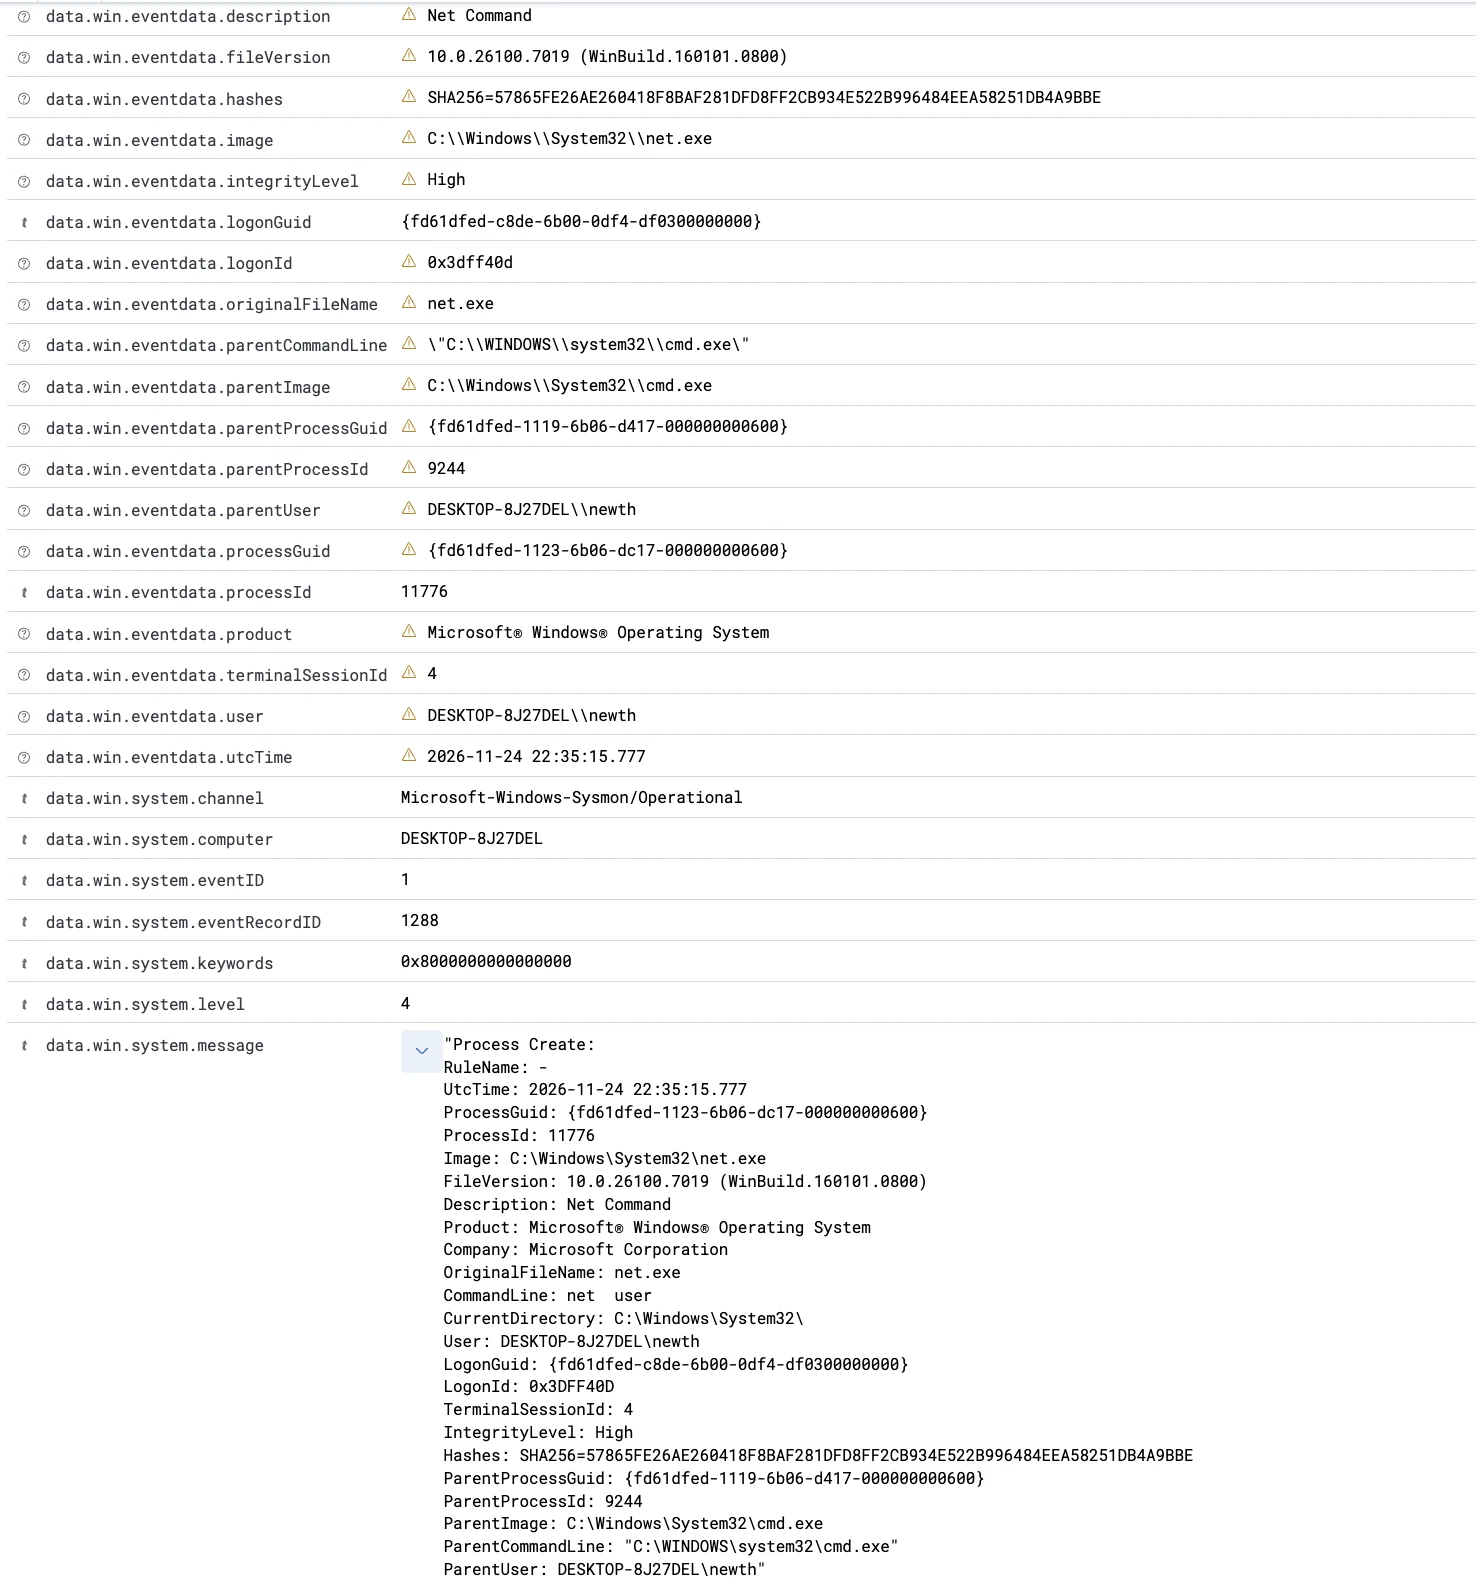 data.win.eventdata.description Net Command
data.win.eventdata.fileVersion 10.0.26100.7019 (WinBuild.160101.0800)
data.win.eventdata.hashes SHA256=57865FE26AE260418F8BAF281DFD8FF2CB934E522B996484EEA58251DB4A9BBE
data.win.eventdata.image C:\\Windows\\System32\\net.exe
data.win.eventdata.integrityLevel High
t data.win.eventdata.logonGuid {fd61dfed-c8de-6b00-0df4-df0300000000}
data.win.eventdata.logonId 0x3dff40d
data.win.eventdata.originalFileName net.exe
data.win.eventdata.parentCommandLine \"C:\\WINDOWS\\system32\\cmd.exe\"
data.win.eventdata.parentImage C:\\Windows\\System32\\cmd.exe
data.win.eventdata.parentProcessGuid {fd61dfed-1119-6b06-d417-000000000600}
data.win.eventdata.parentProcessId 9244
data.win.eventdata.parentUser DESKTOP-8J27DEL\\newth
data.win.eventdata.processGuid {fd61dfed-1123-6b06-dc17-000000000600}
t data.win.eventdata.processId 11776
data.win.eventdata.product Microsoft® Windows® Operating System
data.win.eventdata.terminalSessionId 4
data.win.eventdata.user DESKTOP-8J27DEL\\newth
data.win.eventdata.utcTime 2026-11-24 22:35:15.777
t data.win.system.channel Microsoft-Windows-Sysmon/Operational
t data.win.system.computer DESKTOP-8J27DEL
t data.win.system.eventID 1
t data.win.system.eventRecordID 1288
t data.win.system.keywords 0x8000000000000000
t data.win.system.level 4
t data.win.system.message "Process Create:
RuleName: -
UtcTime: 2026-11-24 22:35:15.777
ProcessGuid: {fd61dfed-1123-6b06-dc17-000000000600}
ProcessId: 11776
Image: C:\Windows\System32\net.exe
FileVersion: 10.0.26100.7019 (WinBuild.160101.0800)
Description: Net Command
Product: Microsoft® Windows® Operating System
Company: Microsoft Corporation
OriginalFileName: net.exe
CommandLine: net  user
CurrentDirectory: C:\Windows\System32\
User: DESKTOP-8J27DEL\newth
LogonGuid: {fd61dfed-c8de-6b00-0df4-df0300000000}
LogonId: 0x3DFF40D
TerminalSessionId: 4
IntegrityLevel: High
Hashes: SHA256=57865FE26AE260418F8BAF281DFD8FF2CB934E522B996484EEA58251DB4A9BBE
ParentProcessGuid: {fd61dfed-1119-6b06-d417-000000000600}
ParentProcessId: 9244
ParentImage: C:\Windows\System32\cmd.exe
ParentCommandLine: "C:\WINDOWS\system32\cmd.exe"
ParentUser: DESKTOP-8J27DEL\newth"